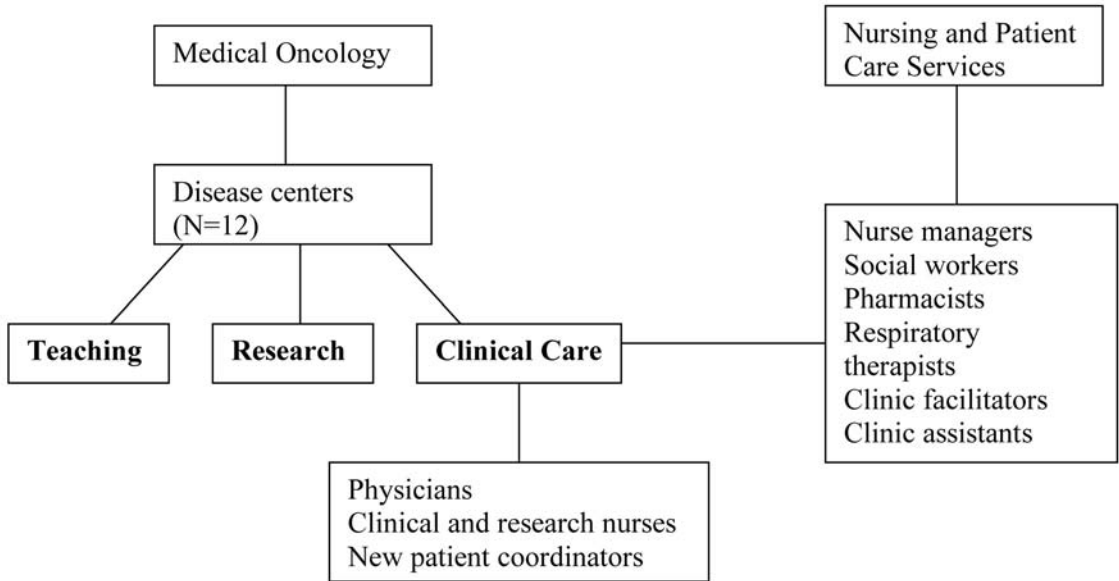 Medical Oncology
Nursing and Patient
Care Services
Disease centers
(N=12)
Nurse managers
Social workers
Pharmacists
Respiratory
therapists
Clinic facilitators
Clinic assistants
Teaching
Research
Clinical Care
Physicians
Clinical and research nurses
New patient coordinators